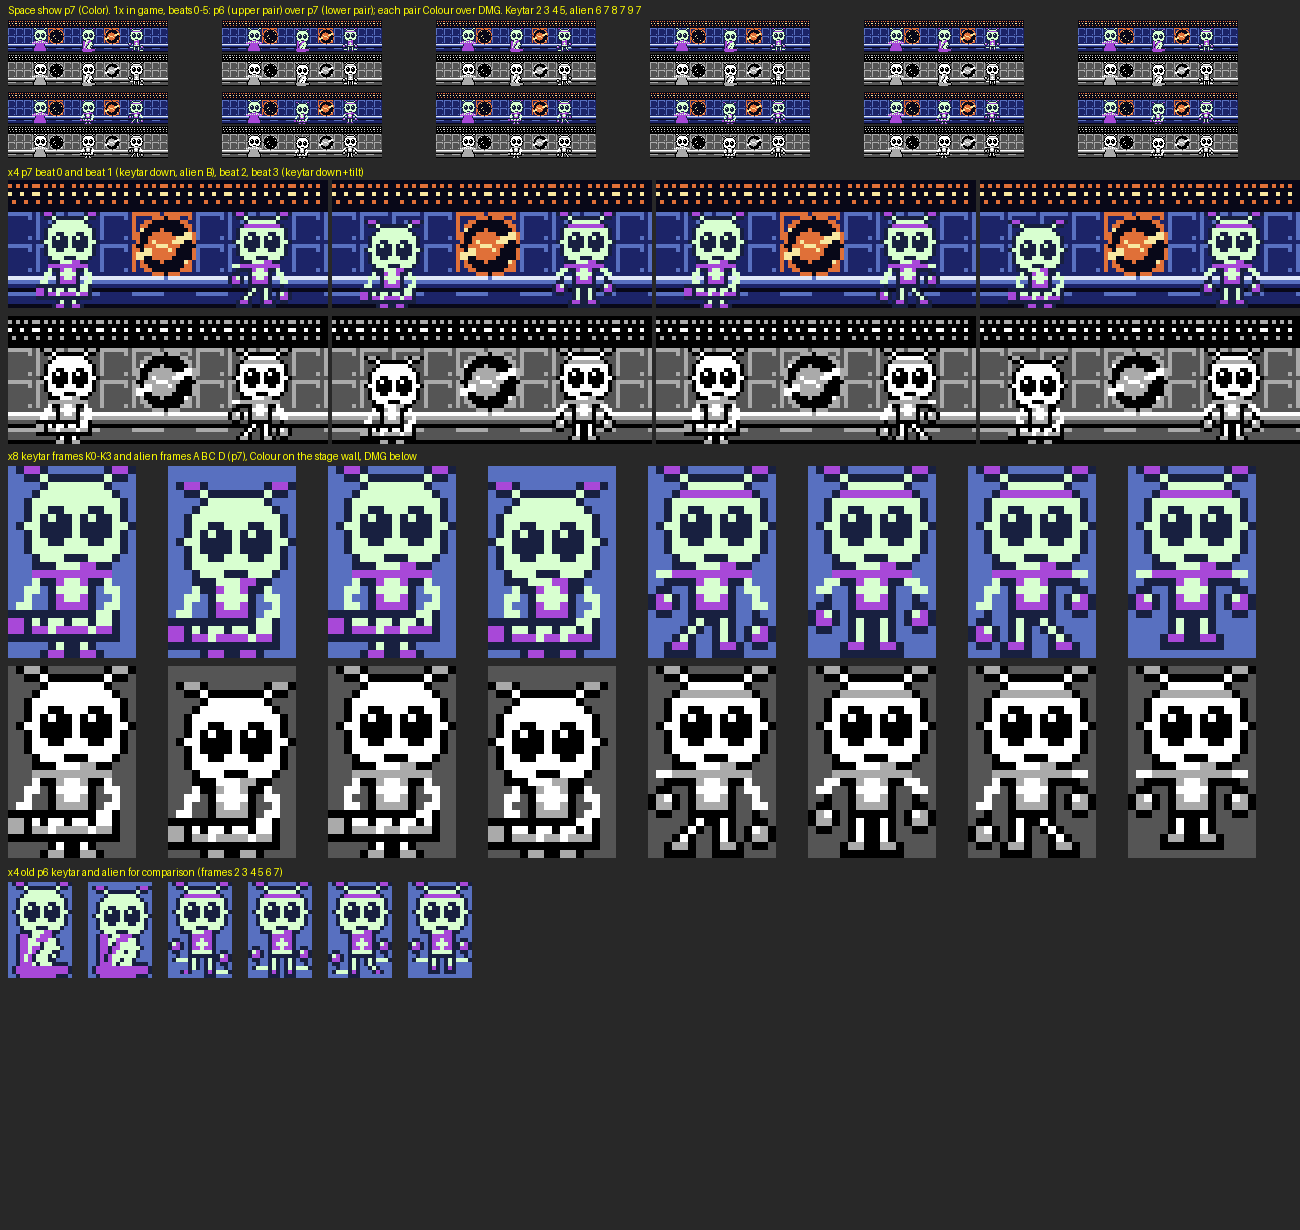 Space show p7 (Color). 1x in game, beats 0-5: p6 (upper pair) over p7 (lower pair); each pair Colour over DMG. Keytar 2 3 4 5, alien 6 7 8 7 9 7
x4 p7 beat 0 and beat 1 (keytar down, alien B), beat 2, beat 3 (keytar down+tilt)
x8 keytar frames K0-K3 and alien frames A B C D (p7), Colour on the stage wall, DMG below
x4 old p6 keytar and alien for comparison (frames 2 3 4 5 6 7)